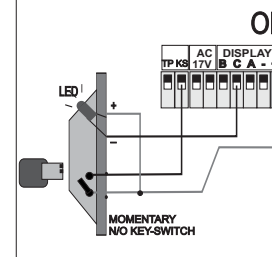 AC DISPLAY
TP KS 17V B C A -
LED
+
–
MOMENTARY
N/O KEY-SWITCH